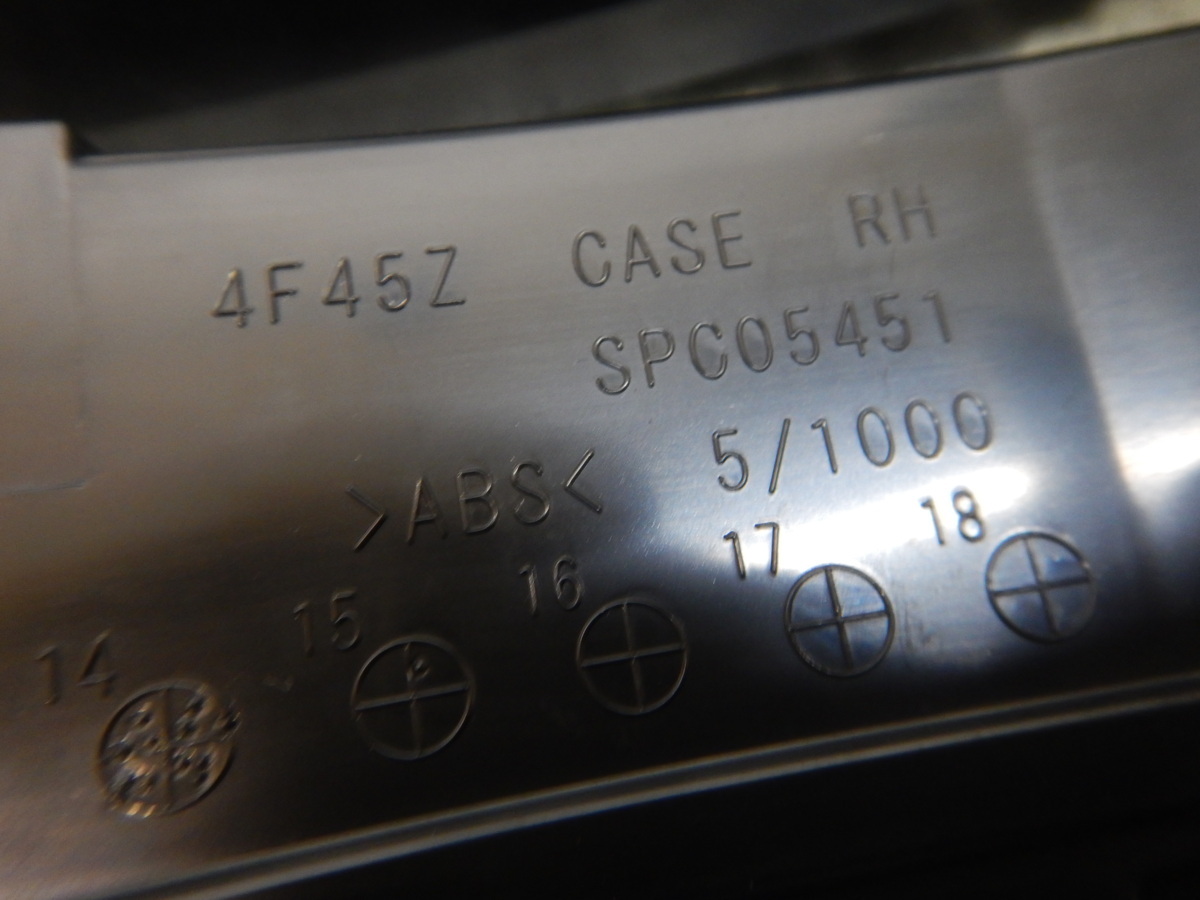 4F45Z CASE RH
SPC05451
>ABS< 5/1000
14 15 16 17 18